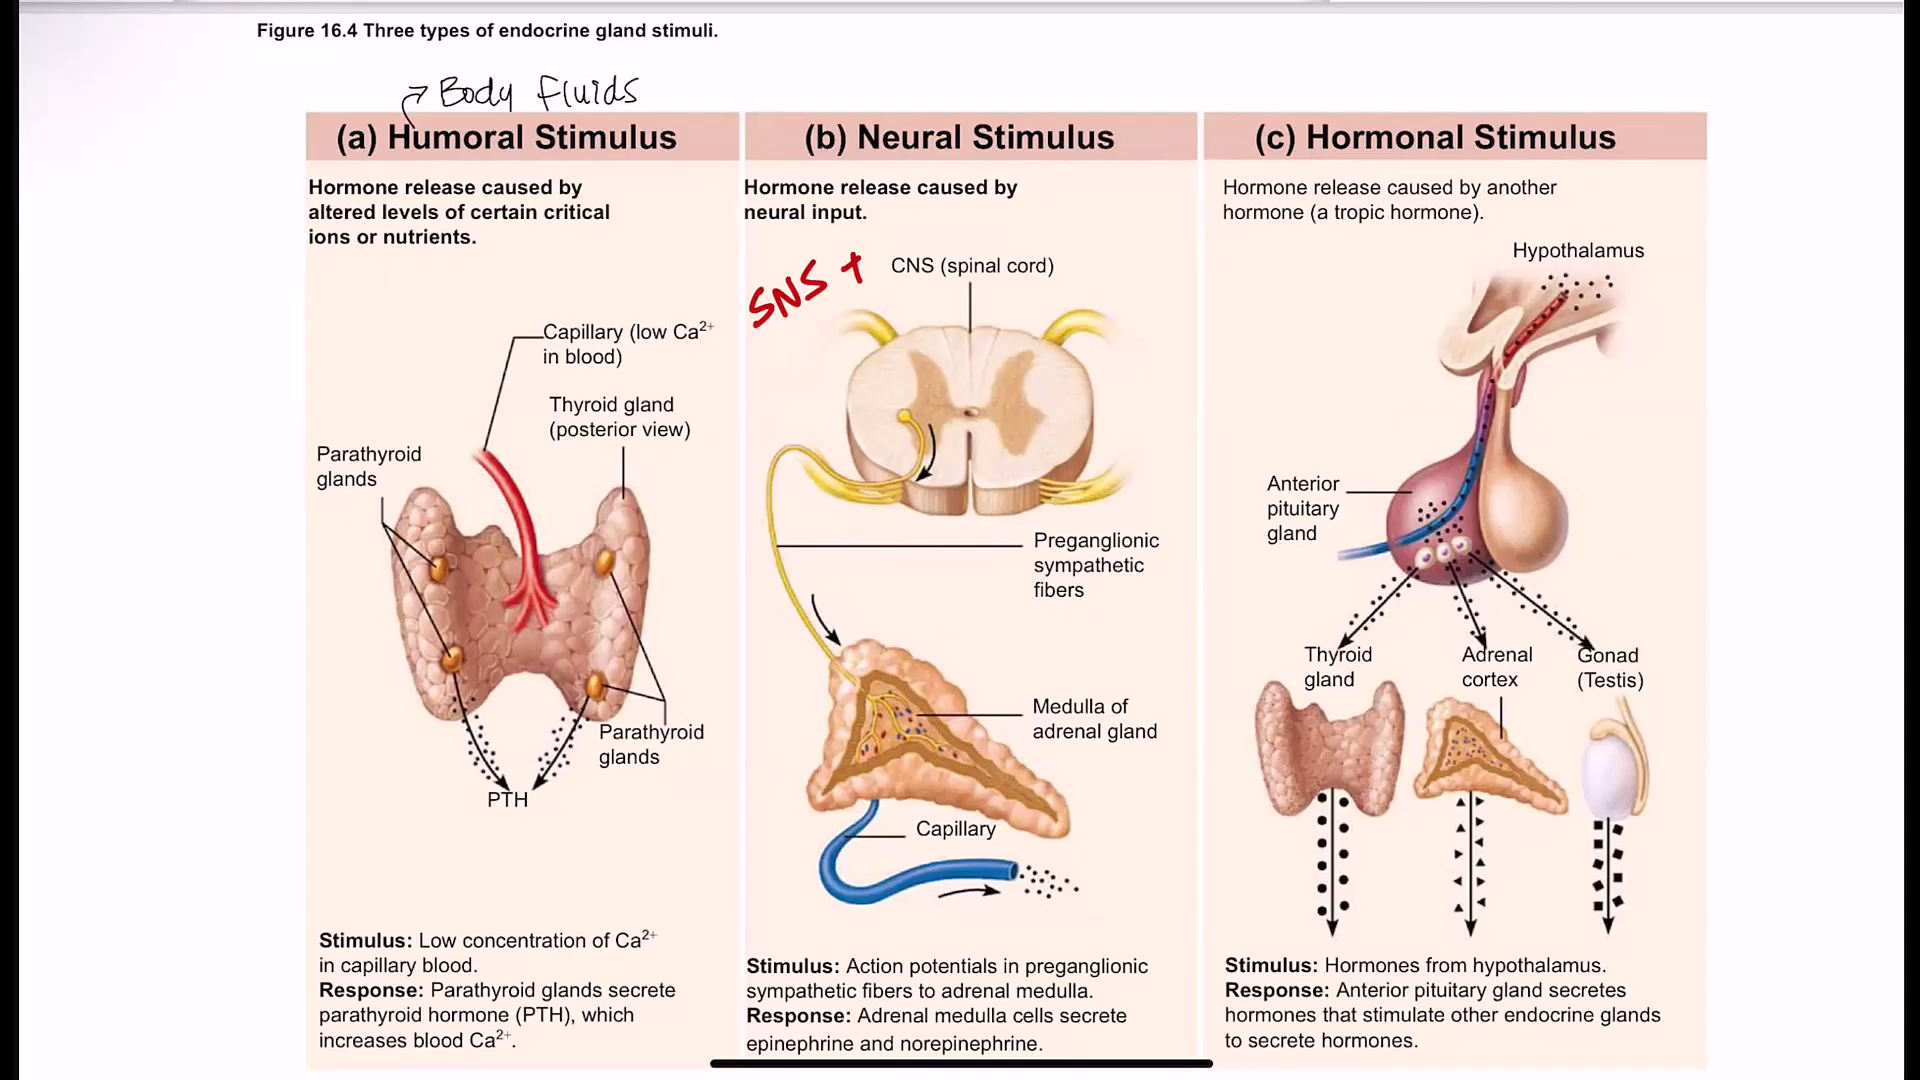 Figure 16.4 Three types of endocrine gland stimuli.
→ Body fluids
(a) Humoral Stimulus
Hormone release caused by
altered levels of certain critical
ions or nutrients.
Capillary (low Ca²⁺
in blood)
Thyroid gland
(posterior view)
Parathyroid
glands
Parathyroid
glands
PTH
Stimulus: Low concentration of Ca²⁺
in capillary blood.
Response: Parathyroid glands secrete
parathyroid hormone (PTH), which
increases blood Ca²⁺.
(b) Neural Stimulus
Hormone release caused by
neural input.
SNS +
CNS (spinal cord)
Preganglionic
sympathetic
fibers
Medulla of
adrenal gland
Capillary
Stimulus: Action potentials in preganglionic
sympathetic fibers to adrenal medulla.
Response: Adrenal medulla cells secrete
epinephrine and norepinephrine.
(c) Hormonal Stimulus
Hormone release caused by another
hormone (a tropic hormone).
Hypothalamus
Anterior
pituitary
gland
Thyroid
gland
Adrenal
cortex
Gonad
(Testis)
Stimulus: Hormones from hypothalamus.
Response: Anterior pituitary gland secretes
hormones that stimulate other endocrine glands
to secrete hormones.